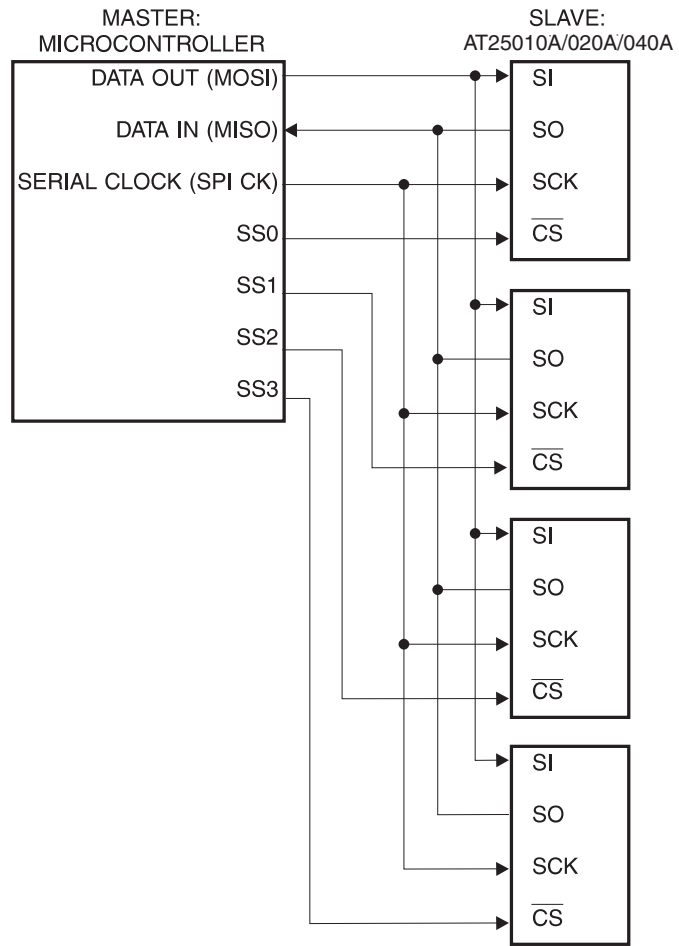 MASTER:
MICROCONTROLLER
DATA OUT (MOSI)
DATA IN (MISO)
SERIAL CLOCK (SPI CK)
SS0
SS1
SS2
SS3
SLAVE:
AT25010A/020A/040A
SI
SO
SCK
CS
SI
SO
SCK
CS
SI
SO
SCK
CS
SI
SO
SCK
CS